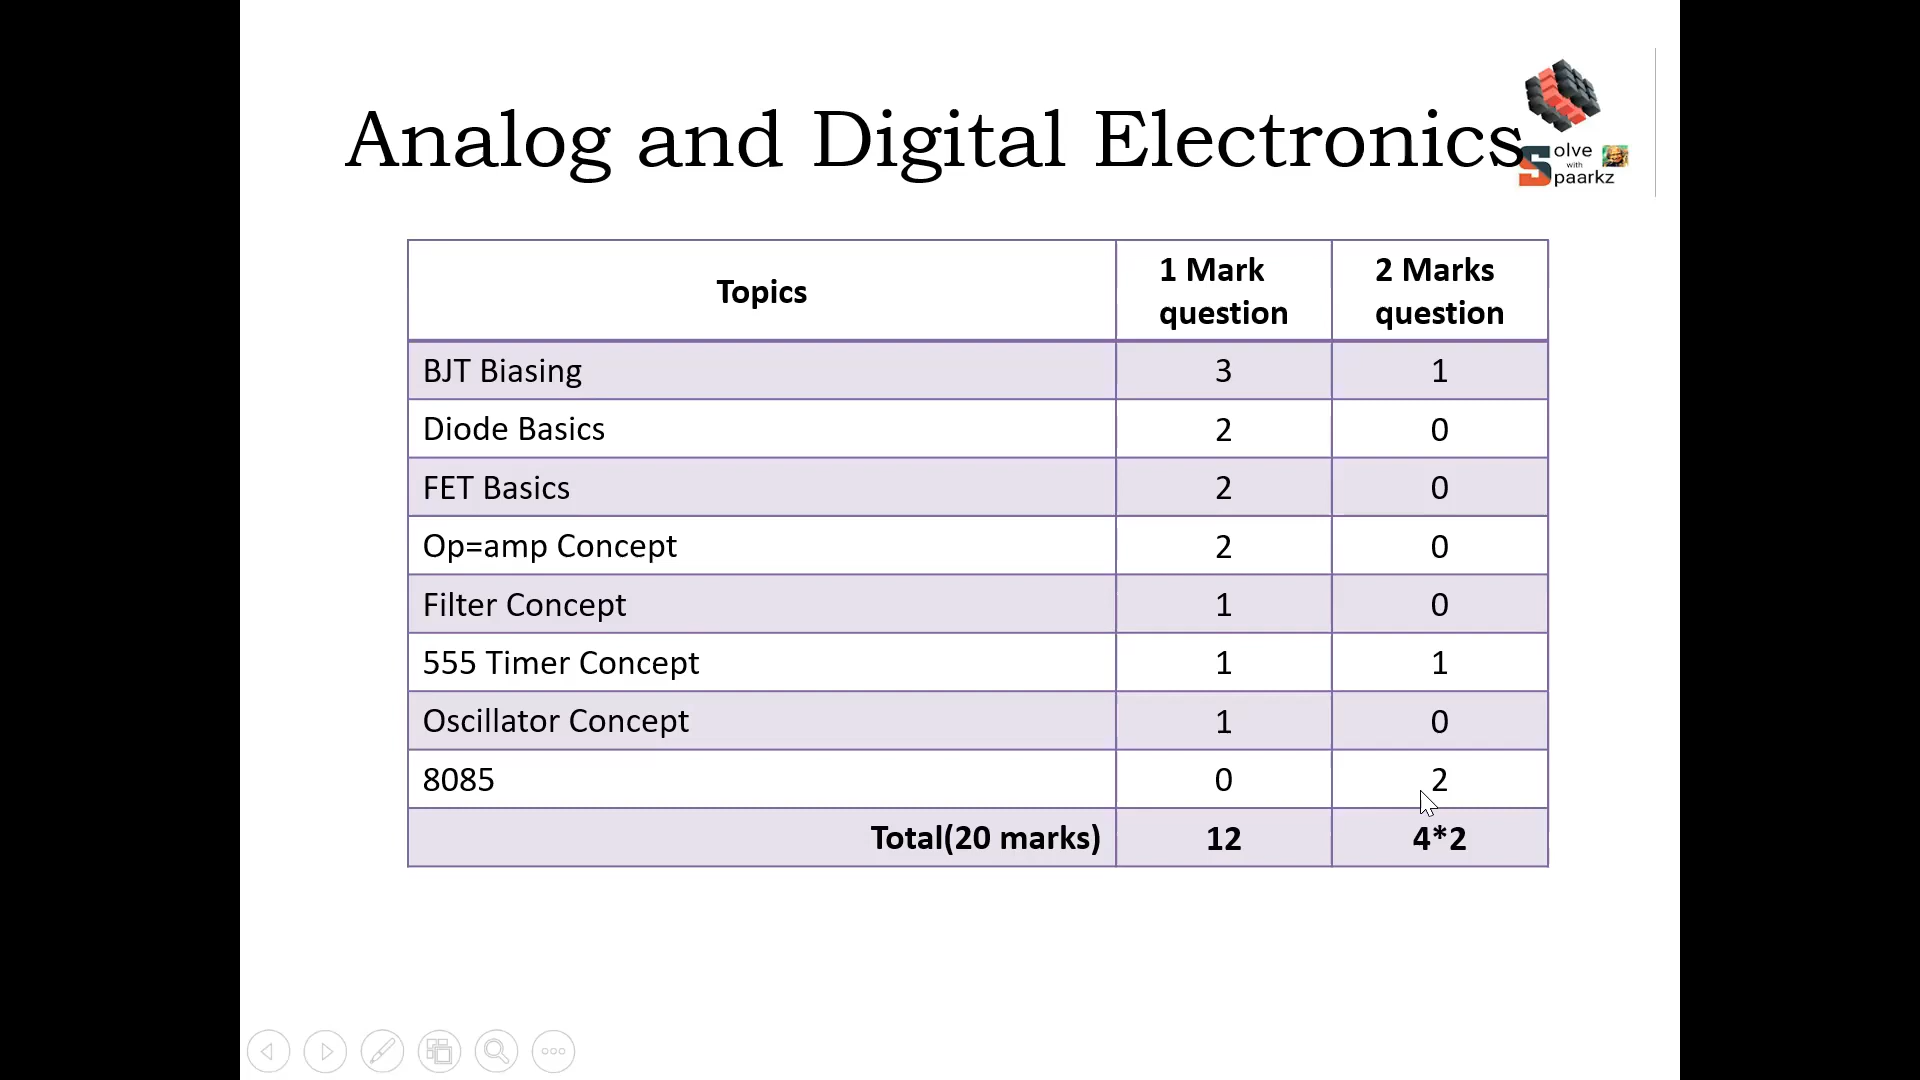 Analog and Digital Electronics
Solve
with
Spaarkz
Topics
1 Mark
question
2 Marks
question
BJT Biasing 3 1
Diode Basics 2 0
FET Basics 2 0
Op=amp Concept 2 0
Filter Concept 1 0
555 Timer Concept 1 1
Oscillator Concept 1 0
8085 0 2
Total(20 marks) 12 4*2